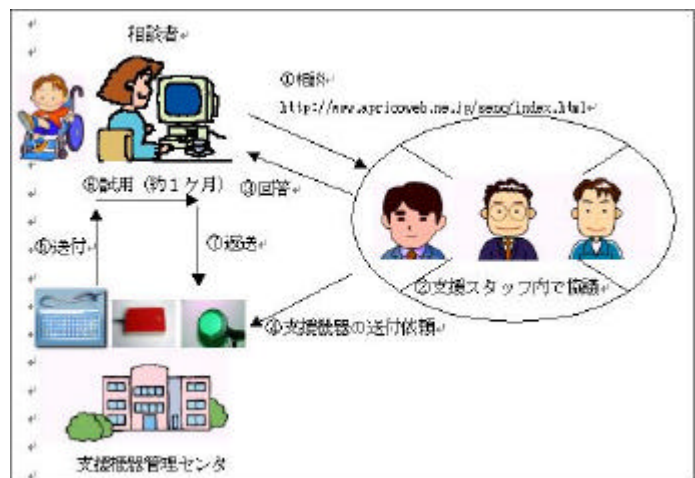 相談者
①相談
http://www.apricoweb.ne.jp/senq/index.html
⑥試用（約１ケ月）
③回答
⑤送付
⑦返送
②支援スタッフ内で協議
④支援機器の送付依頼
支援機器管理センタ